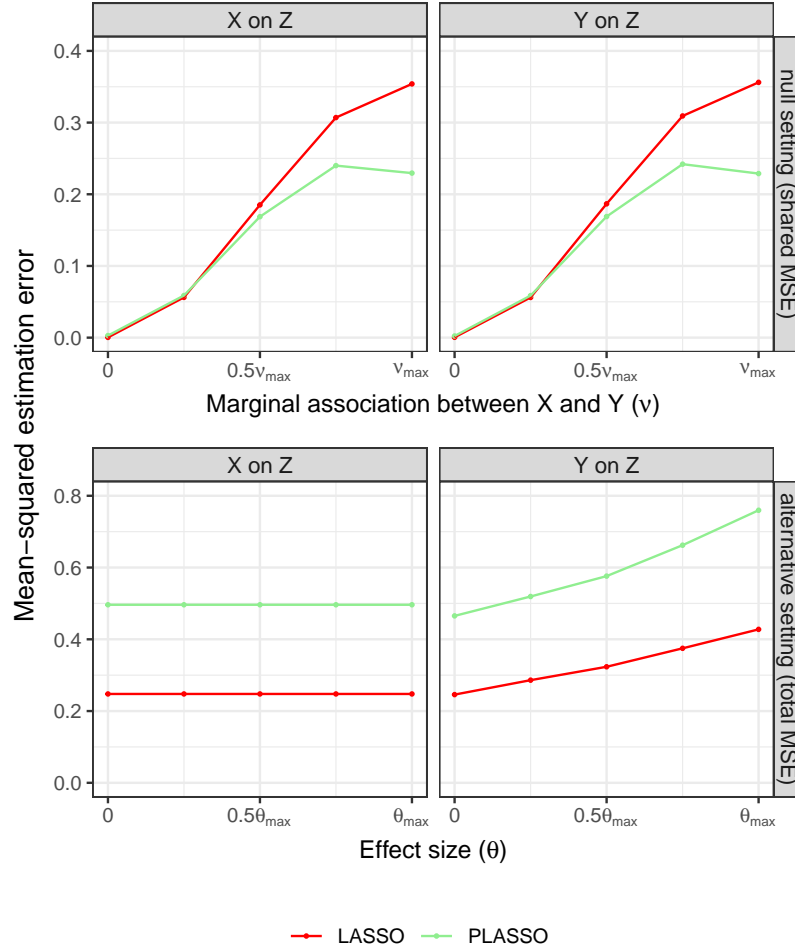 X on Z
Y on Z
0.4
0.3
0.2
0.1
0.0
null setting (shared MSE)
0
0.5νmax
νmax
0
0.5νmax
νmax
Marginal association between X and Y (ν)
Mean−squared estimation error
X on Z
Y on Z
0.8
0.6
0.4
0.2
0.0
alternative setting (total MSE)
0
0.5θmax
θmax
0
0.5θmax
θmax
Effect size (θ)
LASSO
PLASSO